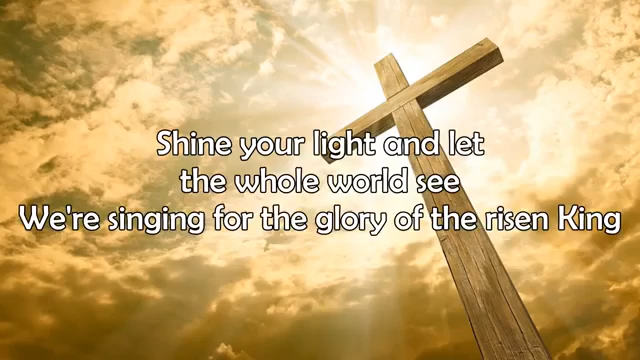 Shine your light and let
the whole world see
We're singing for the glory of the risen King